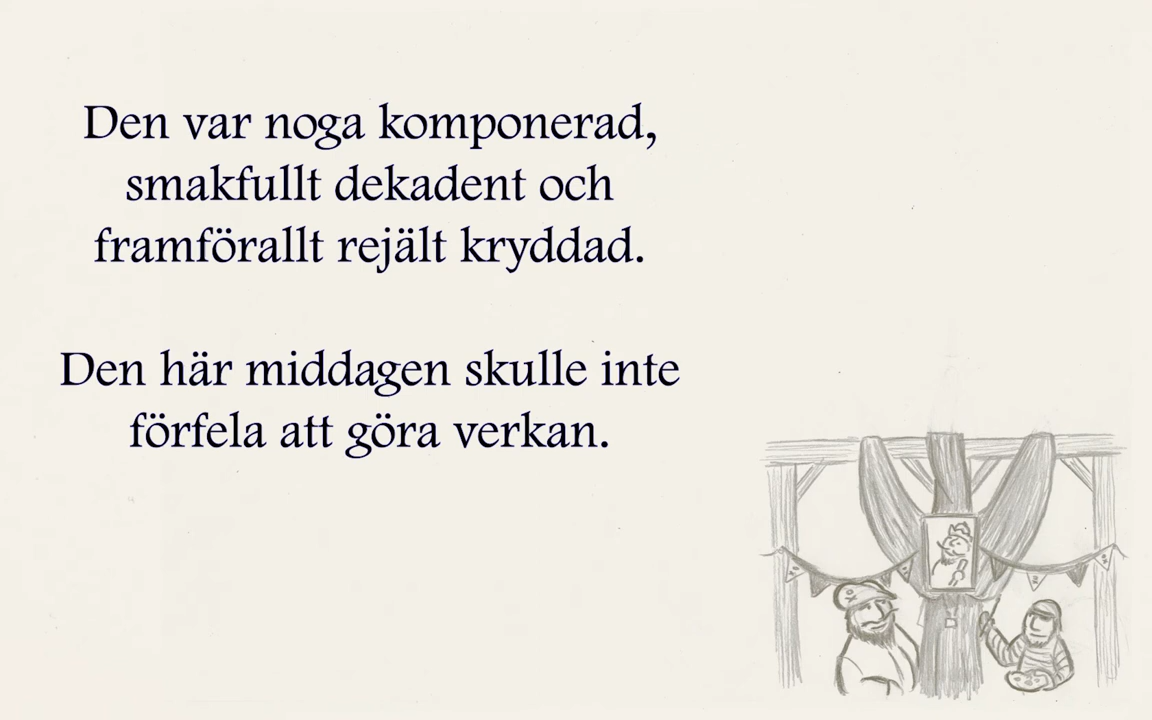 Den var noga komponerad,
smakfullt dekadent och
framförallt rejält kryddad.
Den här middagen skulle inte
förfela att göra verkan.